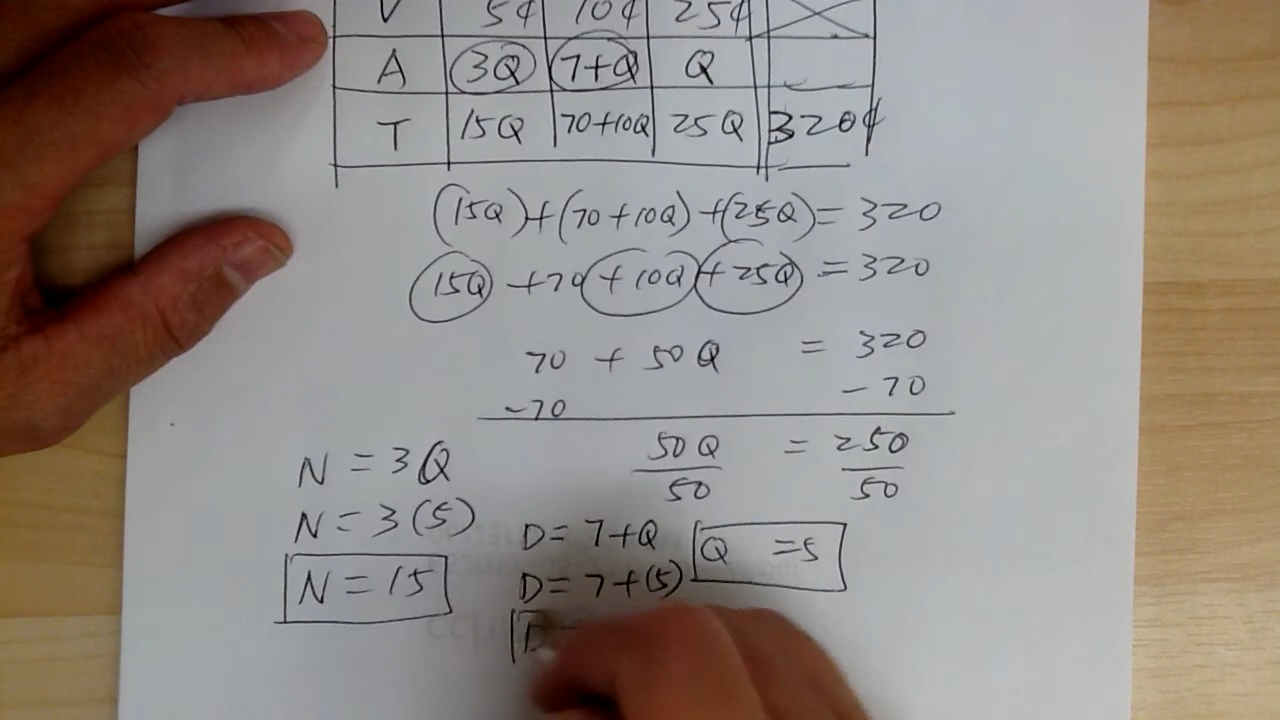 V 5¢ 10¢ 25¢
A 3Q 7+Q Q
T 15Q 70+10Q 25Q 320¢
(15Q)+(70+10Q)+(25Q)=320
15Q +70 +10Q +25Q =320
70 + 50Q = 320
-70 -70
50Q = 250
50 50
N = 3Q
N = 3(5)
N = 15
D = 7+Q
D = 7+(5)
D =
Q =5